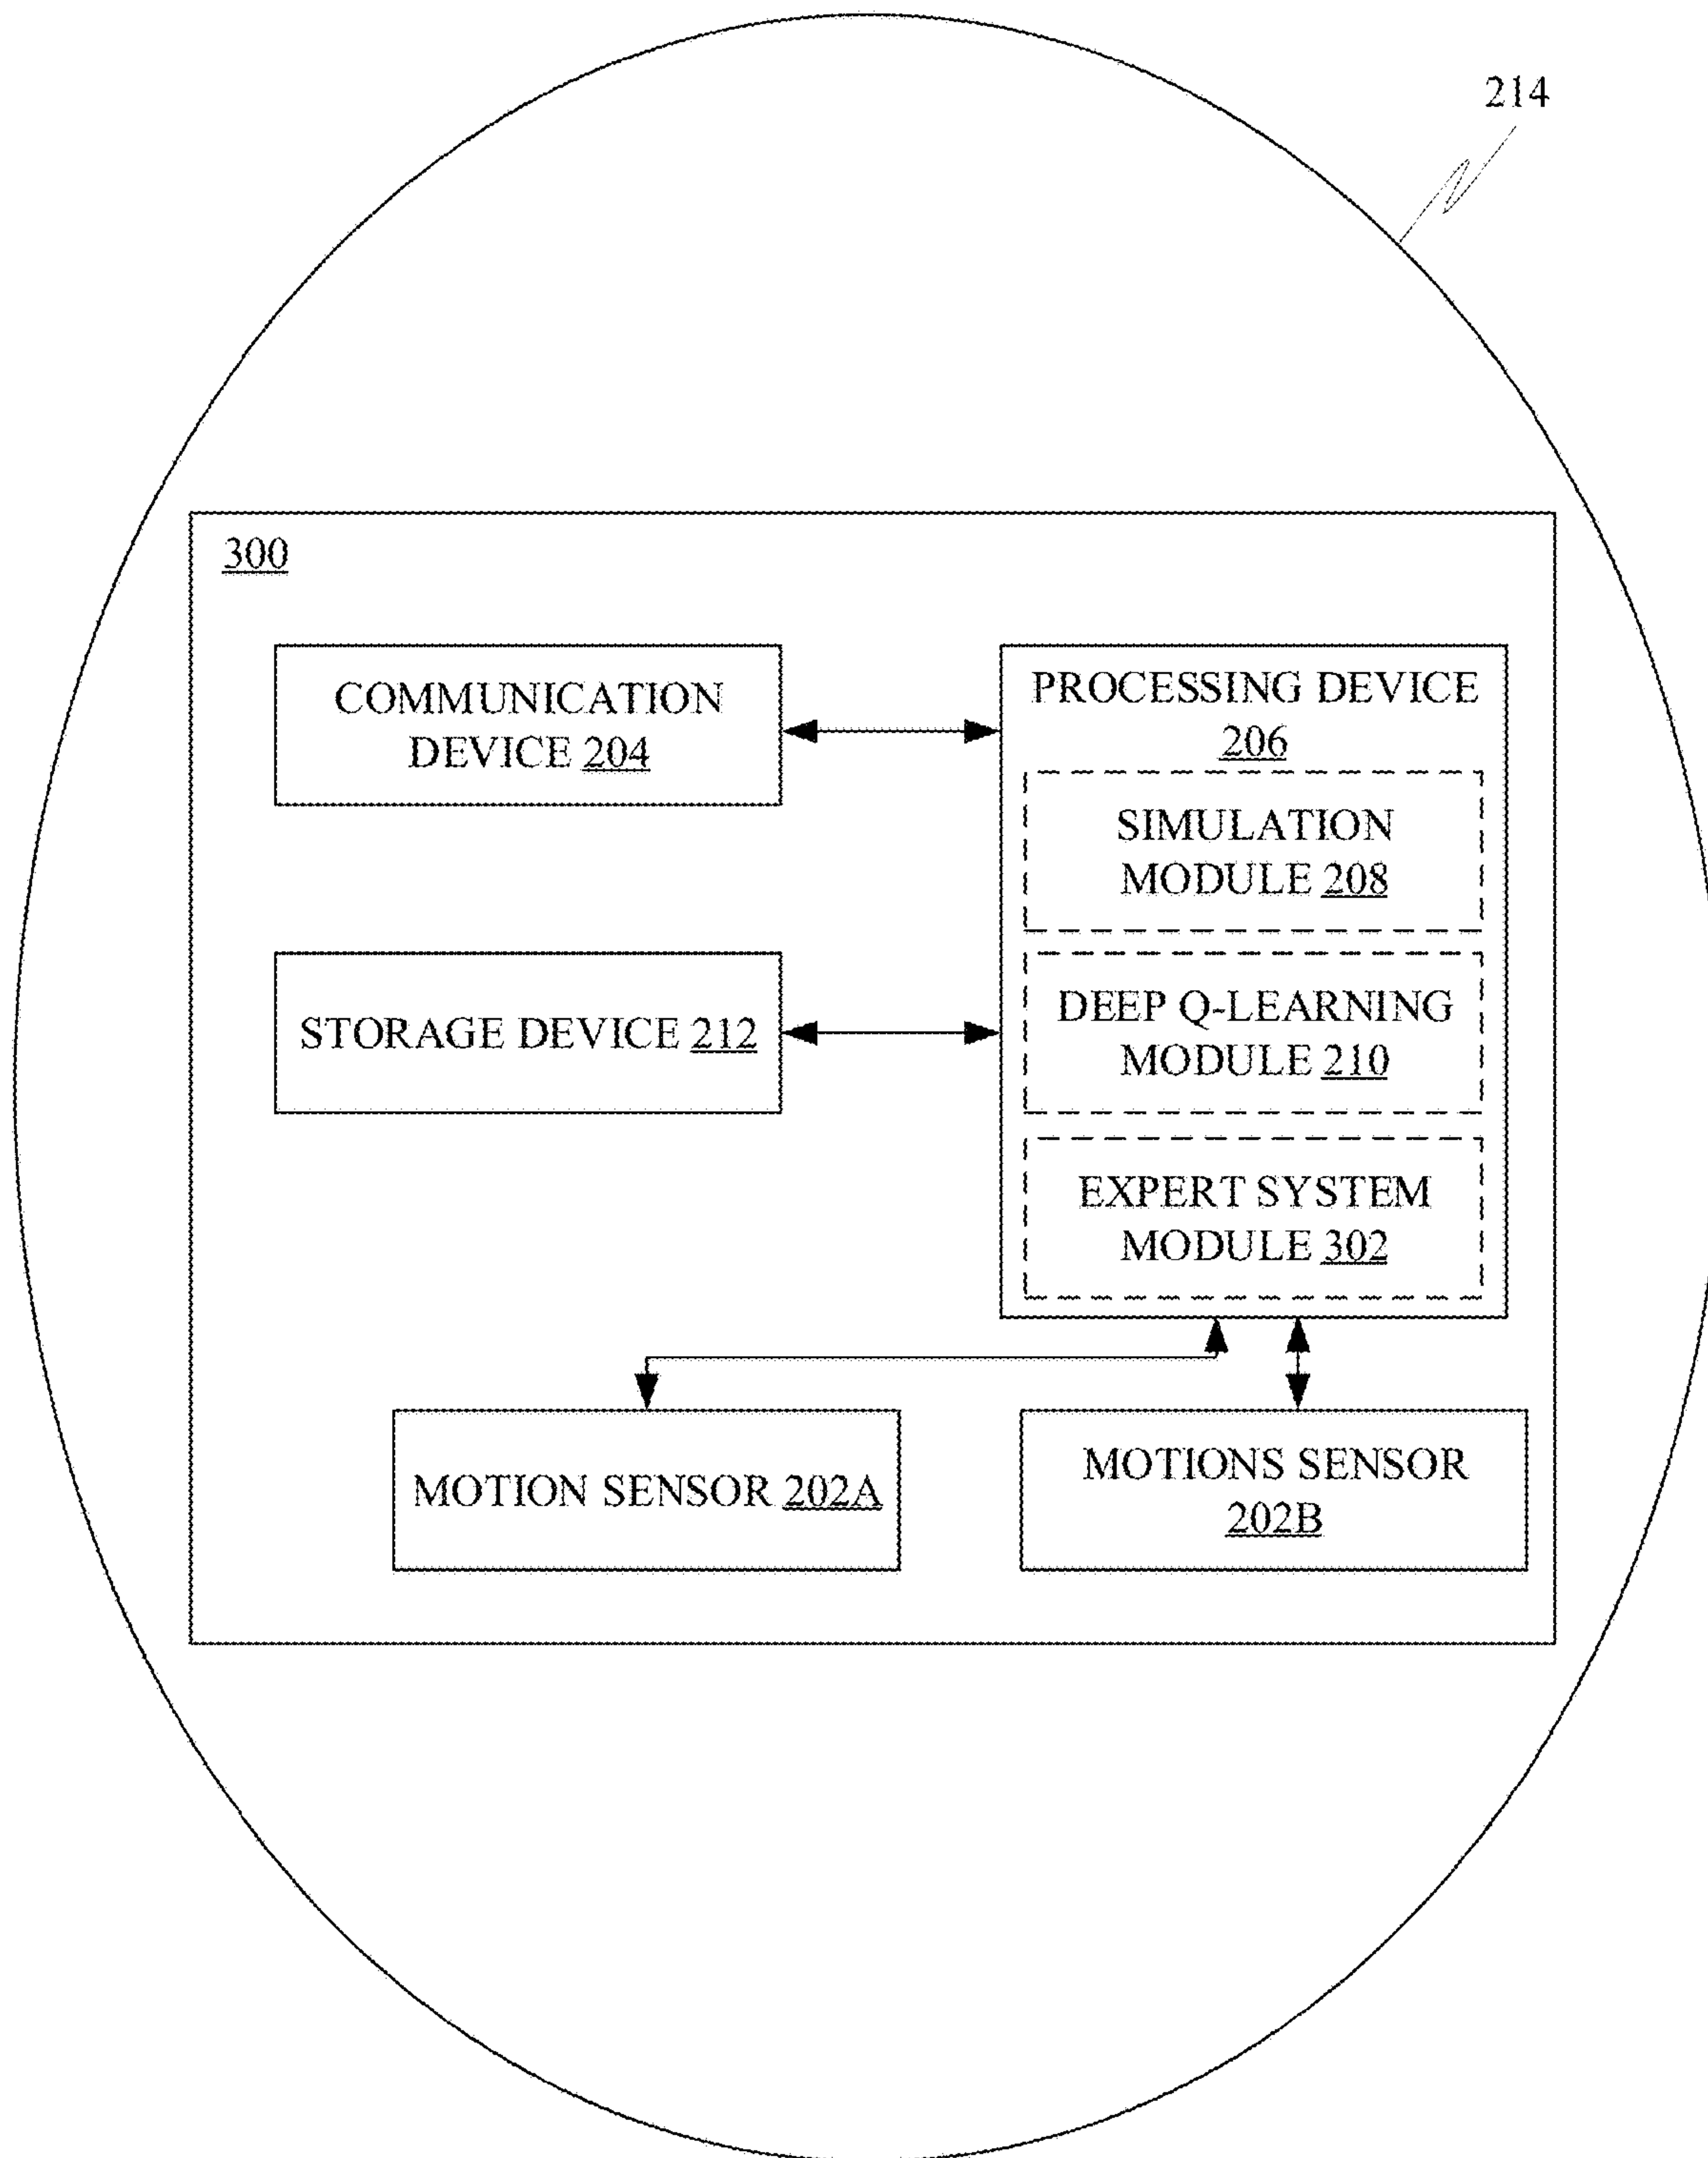 214
300
COMMUNICATION
DEVICE 204
PROCESSING DEVICE
206
SIMULATION
MODULE 208
STORAGE DEVICE 212
DEEP Q-LEARNING
MODULE 210
EXPERT SYSTEM
MODULE 302
MOTION SENSOR 202A
MOTIONS SENSOR
202B